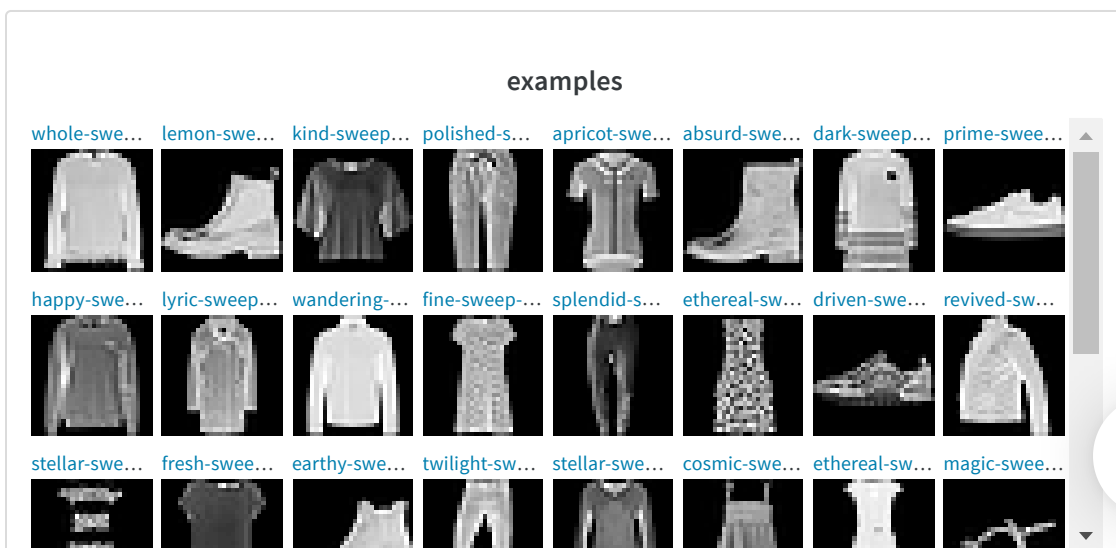 examples
whole-swe… lemon-swe… kind-sweep… polished-s… apricot-swe… absurd-swe… dark-sweep… prime-swee…
happy-swe… lyric-sweep… wandering-… fine-sweep-… splendid-s… ethereal-sw… driven-swe… revived-sw…
stellar-swe… fresh-swee… earthy-swe… twilight-sw… stellar-swe… cosmic-swe… ethereal-sw… magic-swee…